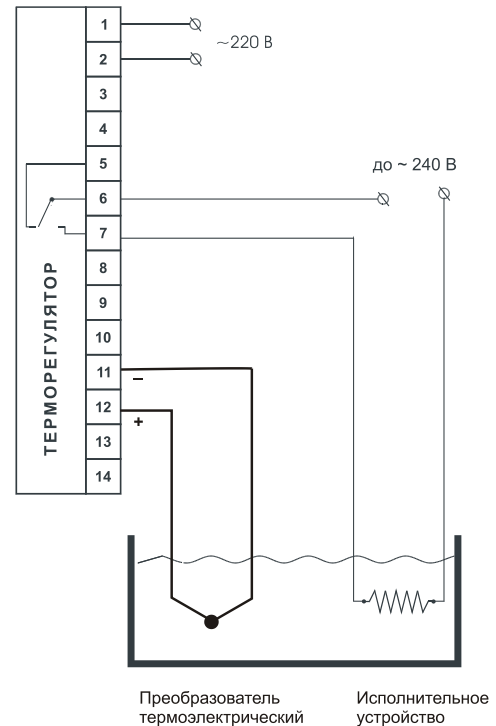 1
~220 В
2
3
4
5
до ~ 240 В
6
7
8
9
10
11
–
12
+
13
14
ТЕРМОРЕГУЛЯТОР
Преобразователь
термоэлектрический
Исполнительное
устройство